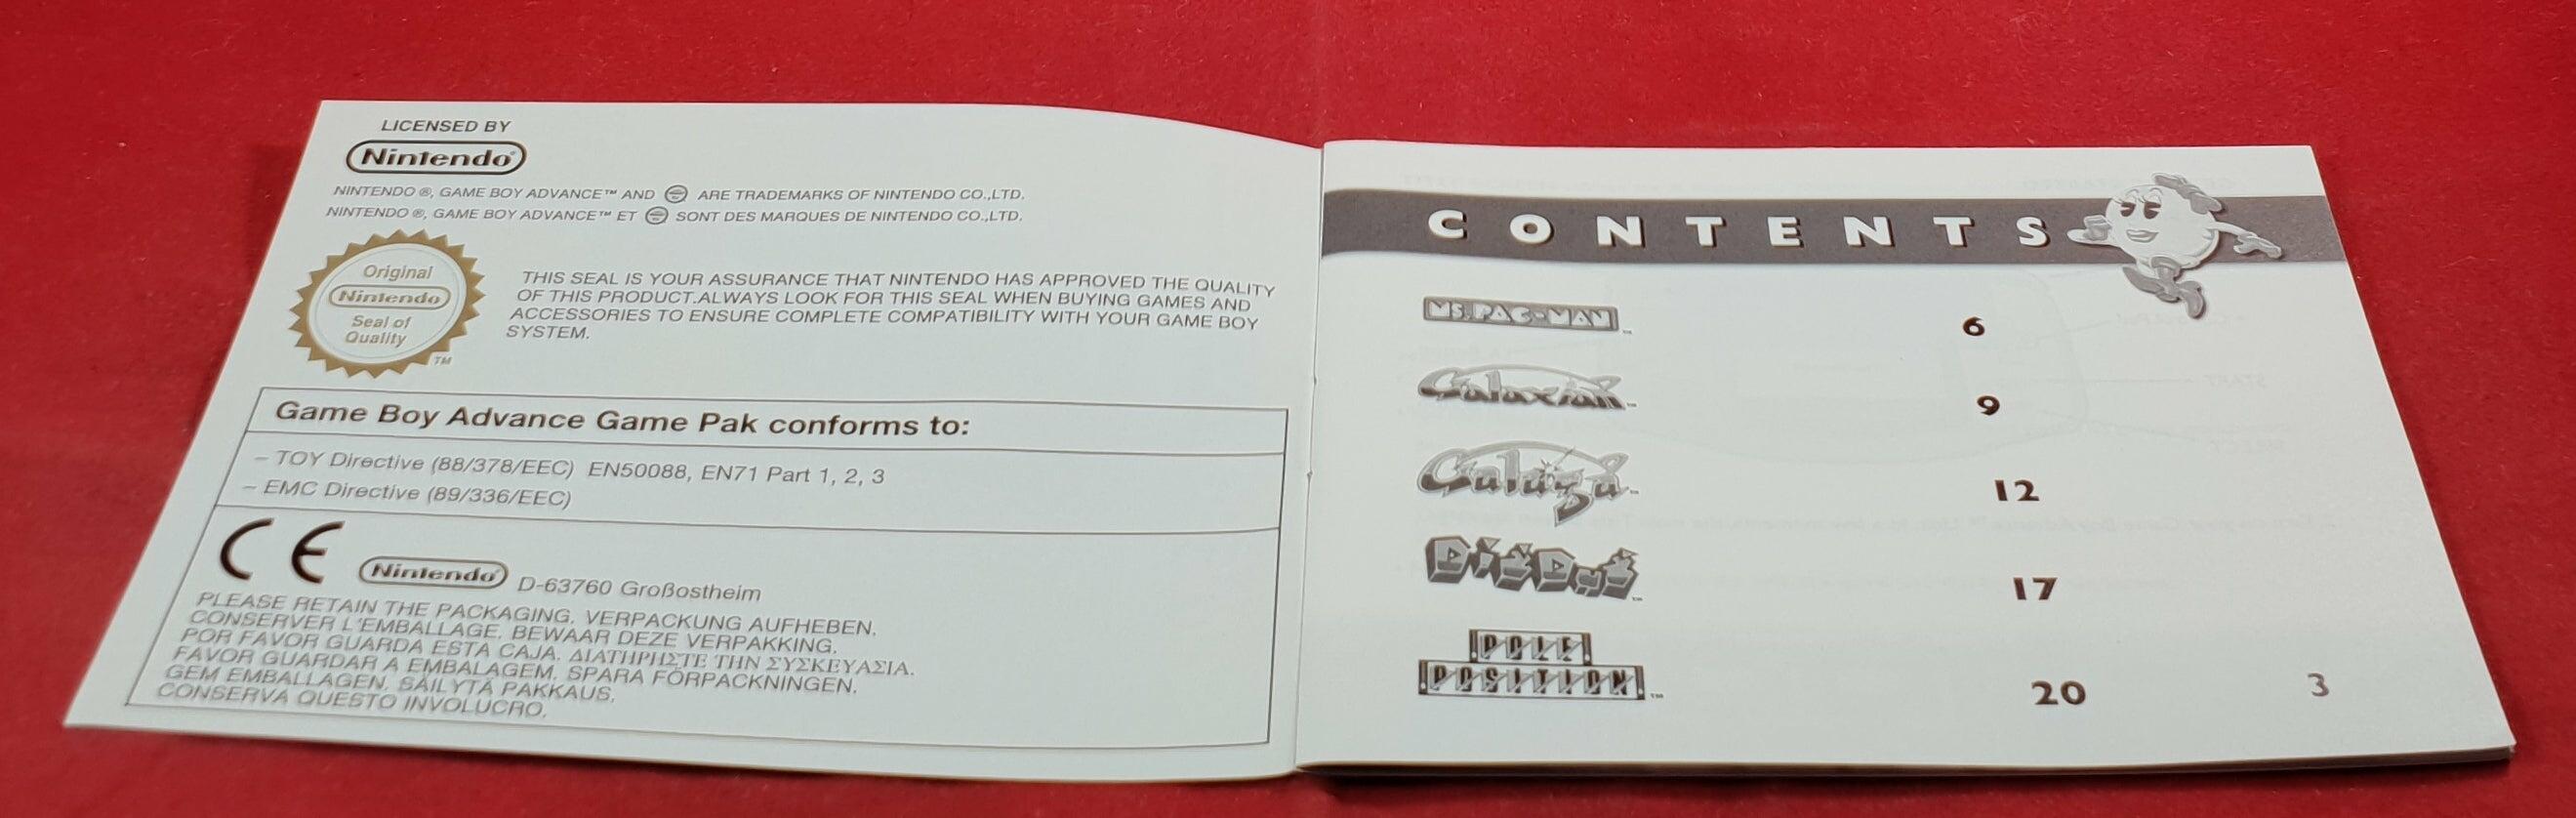 LICENSED BY
Nintendo®
NINTENDO ®, GAME BOY ADVANCE™ AND ARE TRADEMARKS OF NINTENDO CO.,LTD.
NINTENDO ®, GAME BOY ADVANCE™ ET SONT DES MARQUES DE NINTENDO CO.,LTD.
Original
Nintendo
Seal of
Quality
TM
THIS SEAL IS YOUR ASSURANCE THAT NINTENDO HAS APPROVED THE QUALITY
OF THIS PRODUCT.ALWAYS LOOK FOR THIS SEAL WHEN BUYING GAMES AND
ACCESSORIES TO ENSURE COMPLETE COMPATIBILITY WITH YOUR GAME BOY
SYSTEM.
Game Boy Advance Game Pak conforms to:
– TOY Directive (88/378/EEC) EN50088, EN71 Part 1, 2, 3
– EMC Directive (89/336/EEC)
CE Nintendo® D-63760 Großostheim
PLEASE RETAIN THE PACKAGING. VERPACKUNG AUFHEBEN.
CONSERVER L'EMBALLAGE. BEWAAR DEZE VERPAKKING.
POR FAVOR GUARDA ESTA CAJA. ΔΙΑΤΗΡΗΣΤΕ ΤΗΝ ΣΥΣΚΕΥΑΣΙΑ.
FAVOR GUARDAR A EMBALAGEM. SPARA FÖRPACKNINGEN.
GEM EMBALLAGEN. SÄILYTÄ PAKKAUS.
CONSERVA QUESTO INVOLUCRO.
CONTENTS
MS. PAC-MAN™ 6
Galaxian™ 9
Galaga™ 12
DigDug™ 17
POLE
POSITION™ 20
3